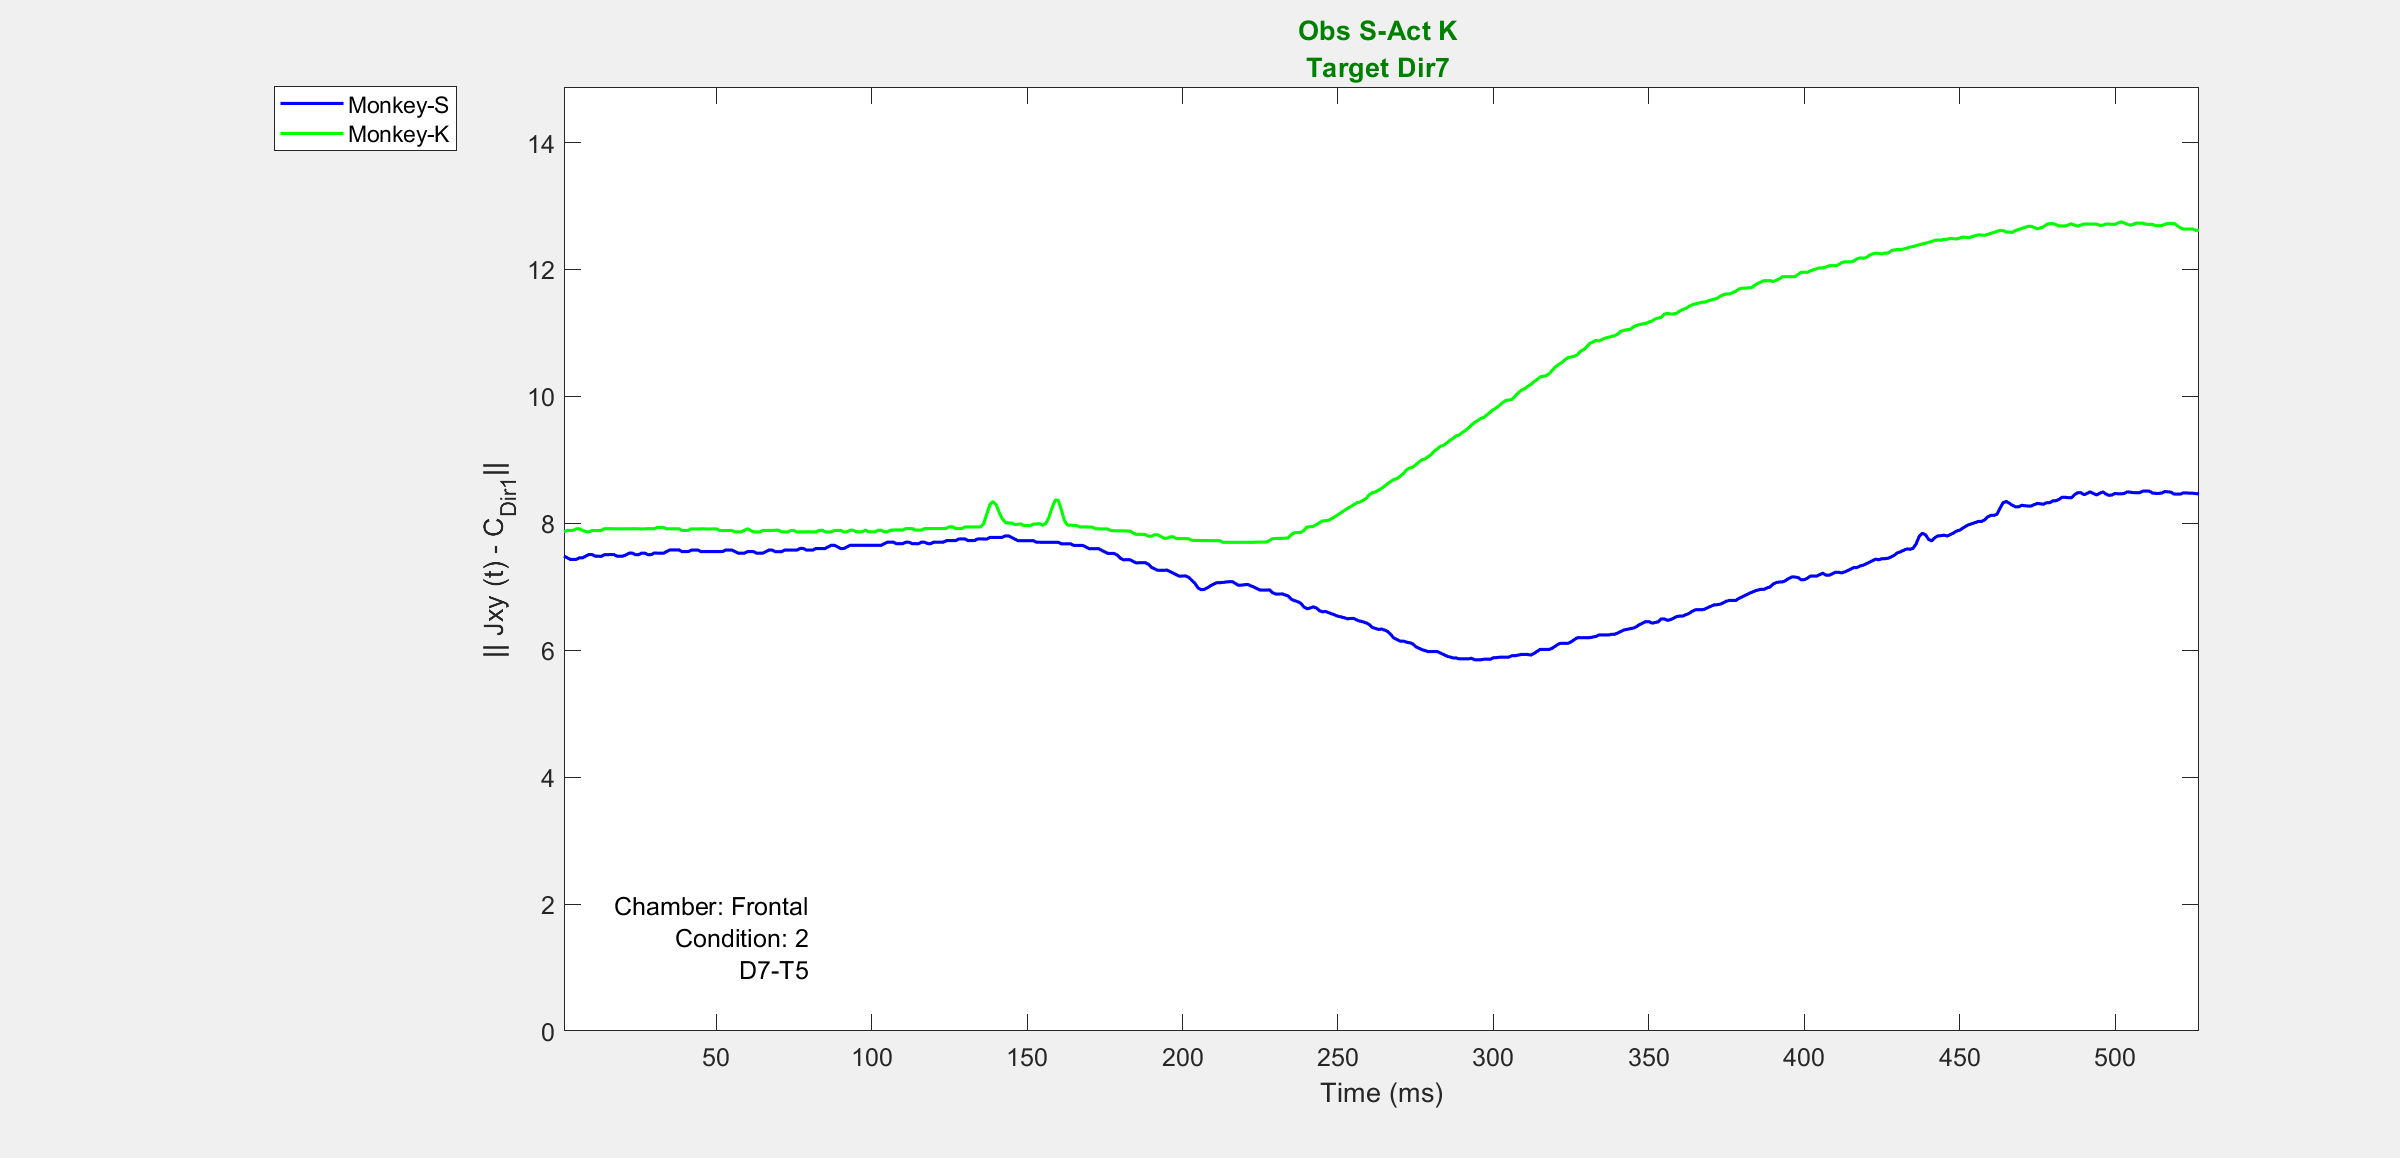 Obs S-Act K
Target Dir7
Monkey-S
Monkey-K
14
12
10
8
6
4
2
0
|| Jxy (t) - C_Dir1||
Chamber: Frontal
Condition: 2
D7-T5
50 100 150 200 250 300 350 400 450 500
Time (ms)